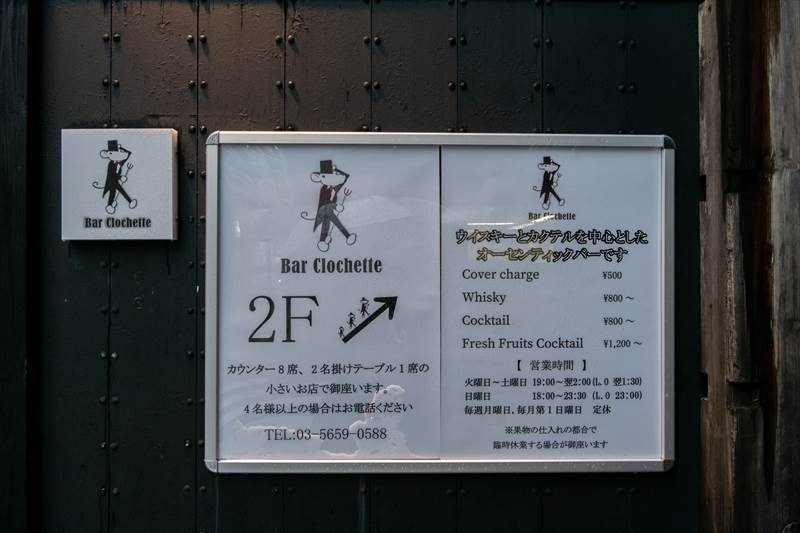 Bar Clochette
Bar Clochette
2F
カウンター8席、2名掛けテーブル1席の
小さいお店で御座います。
4名様以上の場合はお電話ください
TEL:03-5659-0588
Bar Clochette
ウイスキーとカクテルを中心とした
オーセンティックバーです
Cover charge ¥500
Whisky ¥800～
Cocktail ¥800～
Fresh Fruits Cocktail ¥1,200～
【 営業時間 】
火曜日～土曜日 19:00～翌2:00(L.O 翌1:30)
日曜日 18:00～23:30 (L.O 23:00)
毎週月曜日,毎月第1日曜日 定休
※果物の仕入れの都合で
臨時休業する場合が御座います